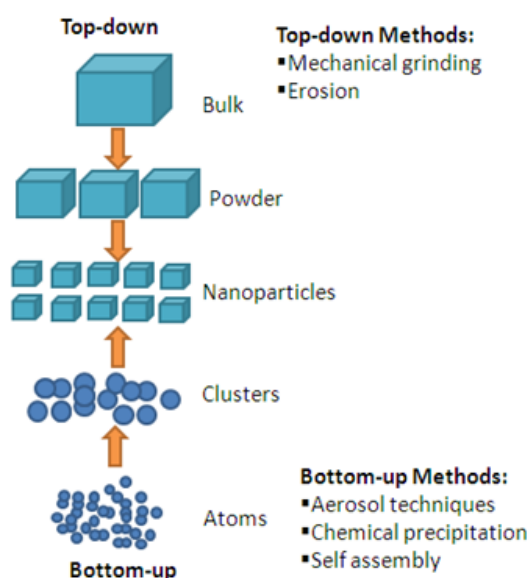 Top-down
Top-down Methods:
▪Mechanical grinding
▪Erosion
Bulk
Powder
Nanoparticles
Clusters
Atoms
Bottom-up Methods:
▪Aerosol techniques
▪Chemical precipitation
▪Self assembly
Bottom-up